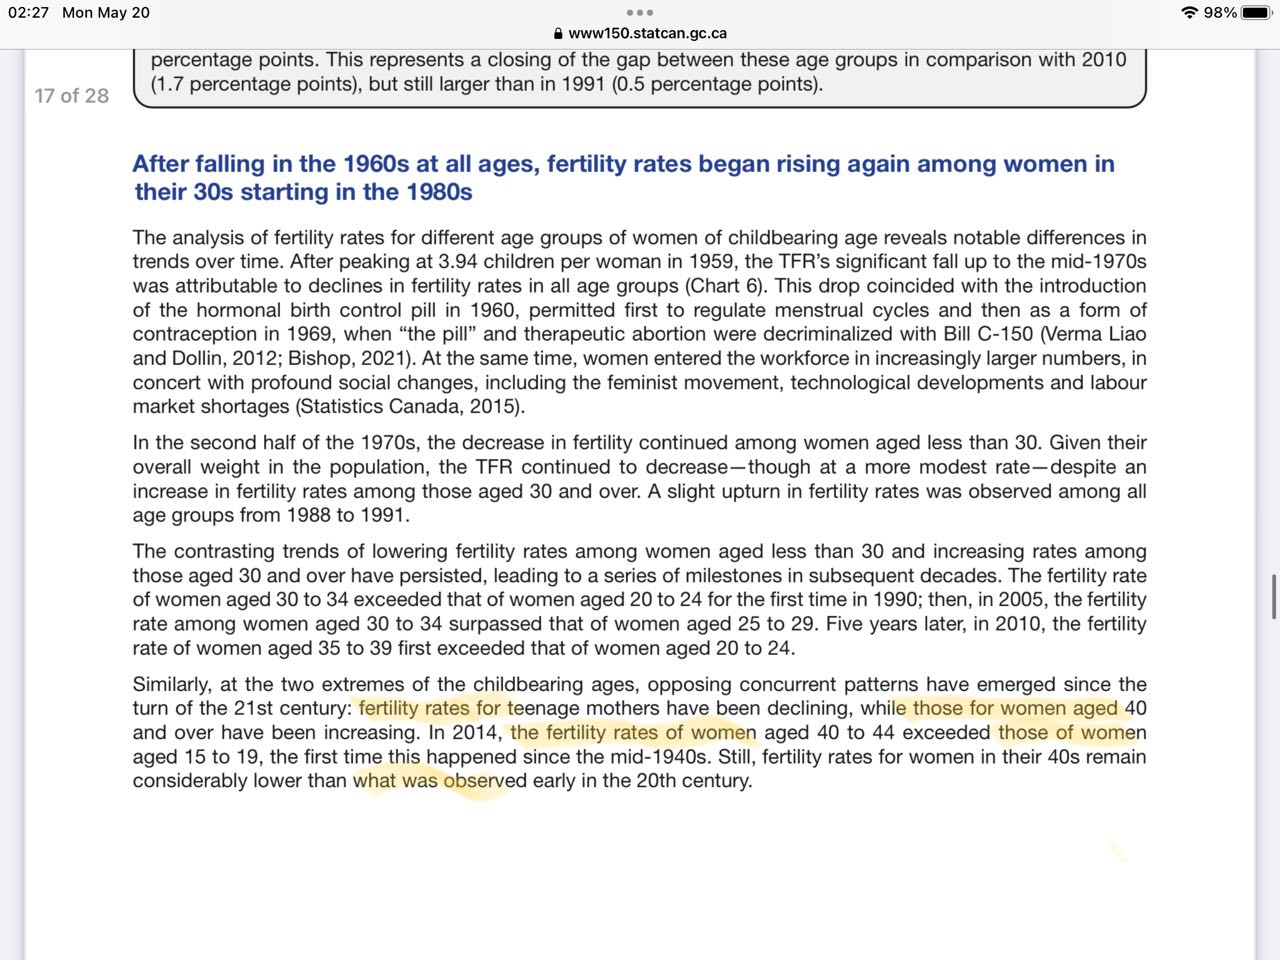 02:27 Mon May 20
98%
www150.statcan.gc.ca
17 of 28
percentage points. This represents a closing of the gap between these age groups in comparison with 2010
(1.7 percentage points), but still larger than in 1991 (0.5 percentage points).
After falling in the 1960s at all ages, fertility rates began rising again among women in
their 30s starting in the 1980s
The analysis of fertility rates for different age groups of women of childbearing age reveals notable differences in
trends over time. After peaking at 3.94 children per woman in 1959, the TFR’s significant fall up to the mid-1970s
was attributable to declines in fertility rates in all age groups (Chart 6). This drop coincided with the introduction
of the hormonal birth control pill in 1960, permitted first to regulate menstrual cycles and then as a form of
contraception in 1969, when “the pill” and therapeutic abortion were decriminalized with Bill C-150 (Verma Liao
and Dollin, 2012; Bishop, 2021). At the same time, women entered the workforce in increasingly larger numbers, in
concert with profound social changes, including the feminist movement, technological developments and labour
market shortages (Statistics Canada, 2015).
In the second half of the 1970s, the decrease in fertility continued among women aged less than 30. Given their
overall weight in the population, the TFR continued to decrease—though at a more modest rate—despite an
increase in fertility rates among those aged 30 and over. A slight upturn in fertility rates was observed among all
age groups from 1988 to 1991.
The contrasting trends of lowering fertility rates among women aged less than 30 and increasing rates among
those aged 30 and over have persisted, leading to a series of milestones in subsequent decades. The fertility rate
of women aged 30 to 34 exceeded that of women aged 20 to 24 for the first time in 1990; then, in 2005, the fertility
rate among women aged 30 to 34 surpassed that of women aged 25 to 29. Five years later, in 2010, the fertility
rate of women aged 35 to 39 first exceeded that of women aged 20 to 24.
Similarly, at the two extremes of the childbearing ages, opposing concurrent patterns have emerged since the
turn of the 21st century: fertility rates for teenage mothers have been declining, while those for women aged 40
and over have been increasing. In 2014, the fertility rates of women aged 40 to 44 exceeded those of women
aged 15 to 19, the first time this happened since the mid-1940s. Still, fertility rates for women in their 40s remain
considerably lower than what was observed early in the 20th century.